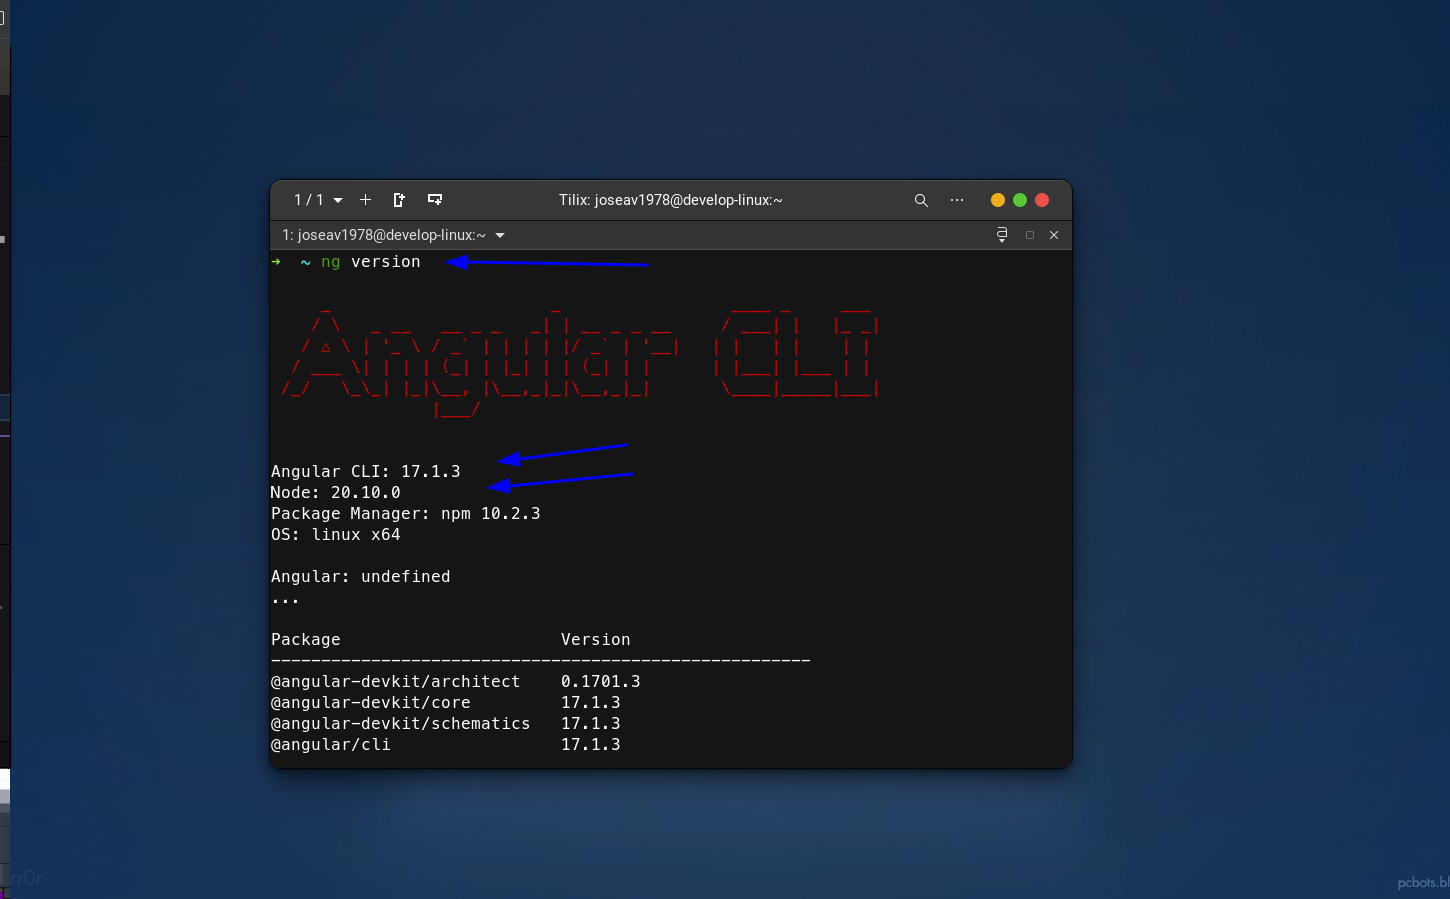 1 / 1
Tilix: joseav1978@develop-linux:~
1: joseav1978@develop-linux:~
➜ ~ ng version
Angular CLI
Angular CLI: 17.1.3
Node: 20.10.0
Package Manager: npm 10.2.3
OS: linux x64
Angular: undefined
...
Package Version
------------------------------------------------------
@angular-devkit/architect 0.1701.3
@angular-devkit/core 17.1.3
@angular-devkit/schematics 17.1.3
@angular/cli 17.1.3
rr0r
pcbots.bl